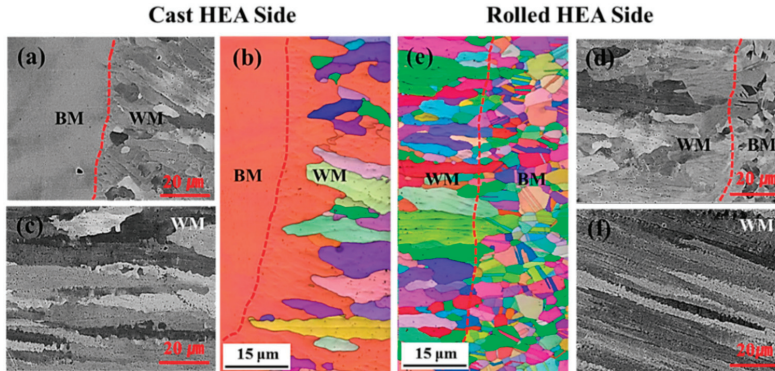 Cast HEA Side
Rolled HEA Side
(a)
BM
WM
20 μm
(b)
BM
WM
15 μm
(c)
WM
20 μm
(e)
WM
BM
15 μm
(d)
WM
BM
20 μm
(f)
WM
20μm